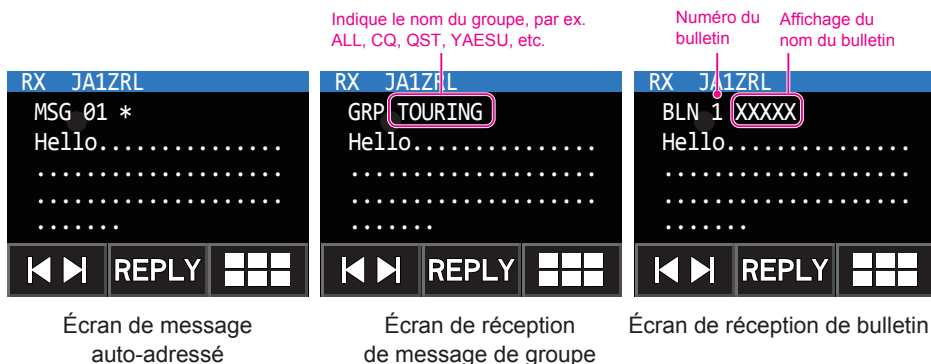 Indique le nom du groupe, par ex.
ALL, CQ, QST, YAESU, etc.
Numéro du
bulletin
Affichage du
nom du bulletin
RX JA1ZRL
MSG 01 *
Hello...............
....................
....................
.......
REPLY
Écran de message
auto-adressé
RX JA1ZRL
GRP TOURING
Hello...............
....................
....................
.......
REPLY
Écran de réception
de message de groupe
RX JA1ZRL
BLN 1 XXXXX
Hello...............
....................
....................
.......
REPLY
Écran de réception de bulletin